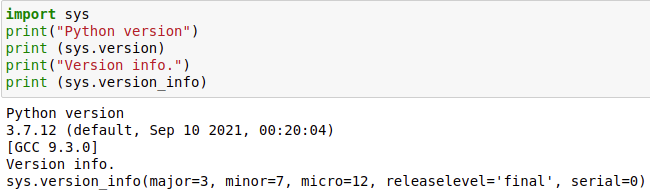 import sys
print("Python version")
print (sys.version)
print("Version info.")
print (sys.version_info)
Python version
3.7.12 (default, Sep 10 2021, 00:20:04)
[GCC 9.3.0]
Version info.
sys.version_info(major=3, minor=7, micro=12, releaselevel='final', serial=0)